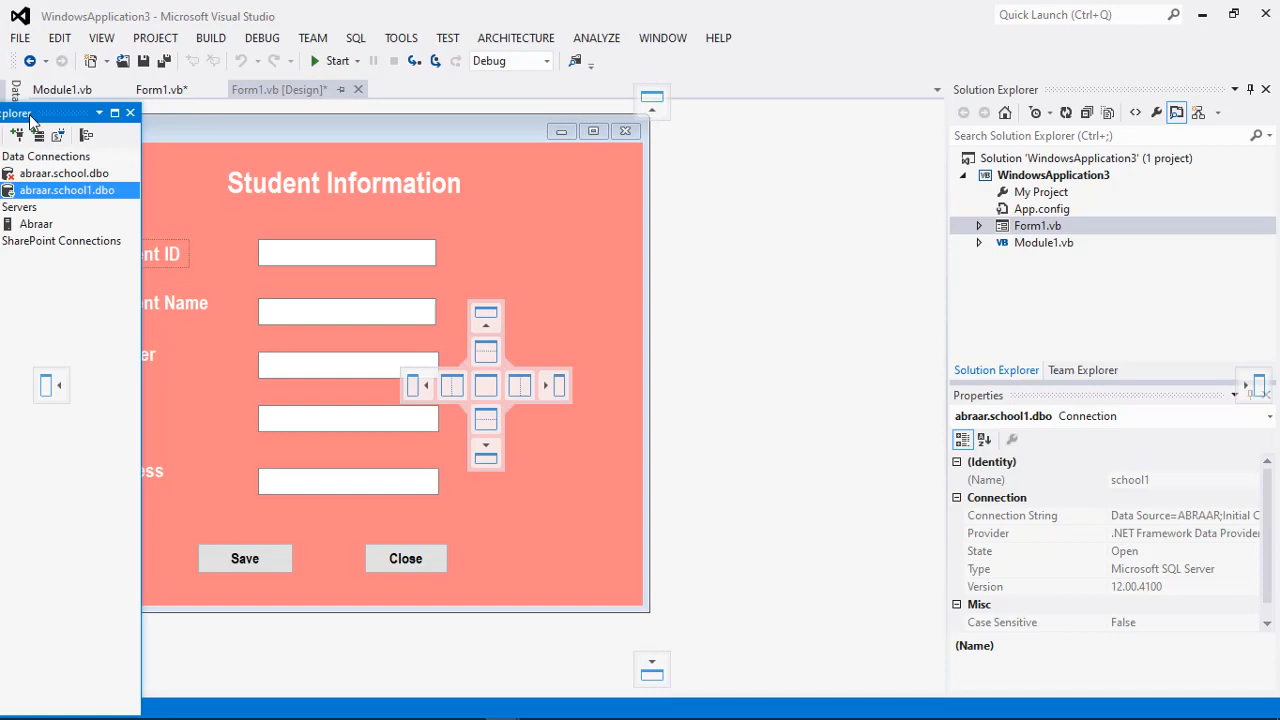 WindowsApplication3 - Microsoft Visual Studio
Quick Launch (Ctrl+Q)
FILE EDIT VIEW PROJECT BUILD DEBUG TEAM SQL TOOLS TEST ARCHITECTURE ANALYZE WINDOW HELP
Start Debug
Data
Module1.vb Form1.vb* Form1.vb [Design]*
plorer
Data Connections
abraar.school.dbo
abraar.school1.dbo
Servers
Abraar
SharePoint Connections
Student Information
ent ID
ent Name
er
ess
Save Close
Solution Explorer
Search Solution Explorer (Ctrl+;)
Solution 'WindowsApplication3' (1 project)
WindowsApplication3
My Project
App.config
Form1.vb
Module1.vb
Solution Explorer Team Explorer
Properties
abraar.school1.dbo Connection
(Identity)
(Name) school1
Connection
Connection String Data Source=ABRAAR;Initial C
Provider .NET Framework Data Provider
State Open
Type Microsoft SQL Server
Version 12.00.4100
Misc
Case Sensitive False
(Name)